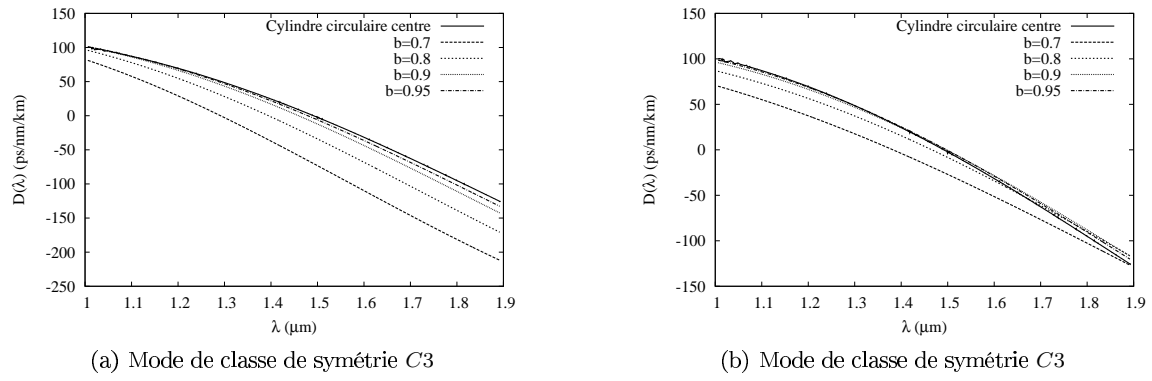 Cylindre circulaire centre
b=0.7
b=0.8
b=0.9
b=0.95
150
100
50
0
-50
-100
-150
-200
-250
D(λ) (ps/nm/km)
1 1.1 1.2 1.3 1.4 1.5 1.6 1.7 1.8 1.9
λ (μm)
(a) Mode de classe de symétrie C3
Cylindre circulaire centre
b=0.7
b=0.8
b=0.9
b=0.95
150
100
50
0
-50
-100
-150
D(λ) (ps/nm/km)
1 1.1 1.2 1.3 1.4 1.5 1.6 1.7 1.8 1.9
λ (μm)
(b) Mode de classe de symétrie C3